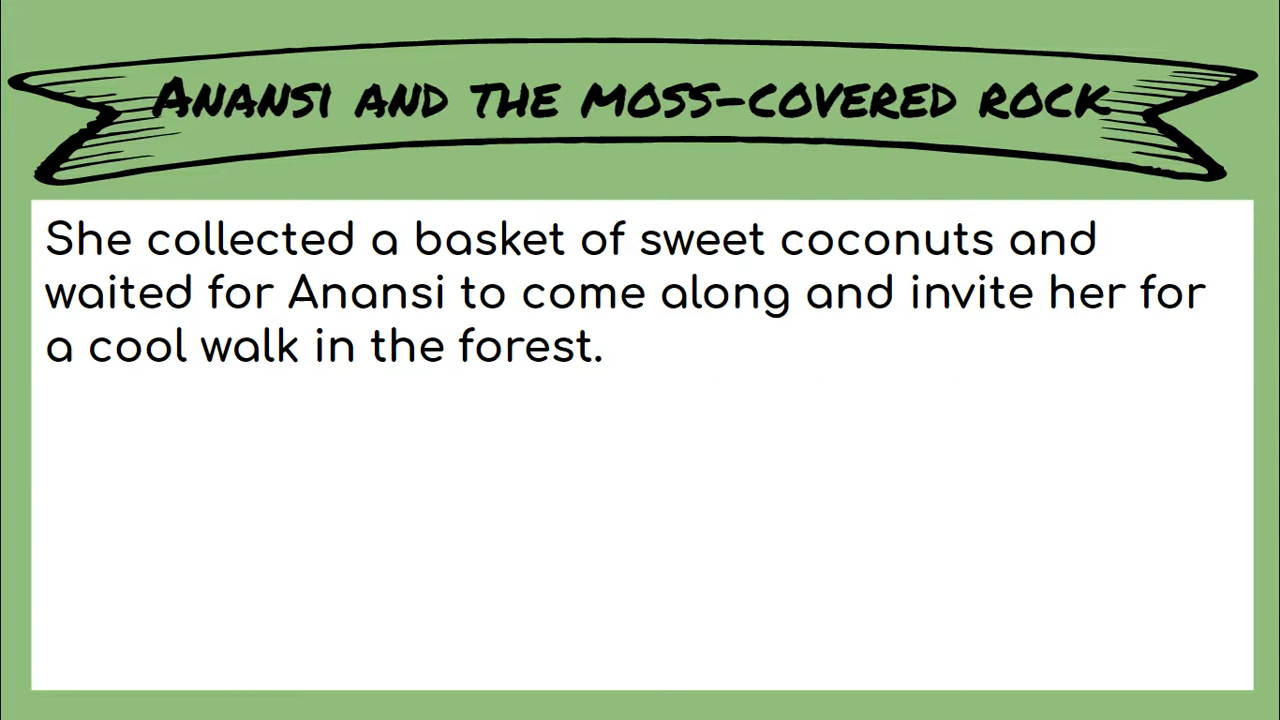 Anansi and the moss-covered rock
She collected a basket of sweet coconuts and
waited for Anansi to come along and invite her for
a cool walk in the forest.